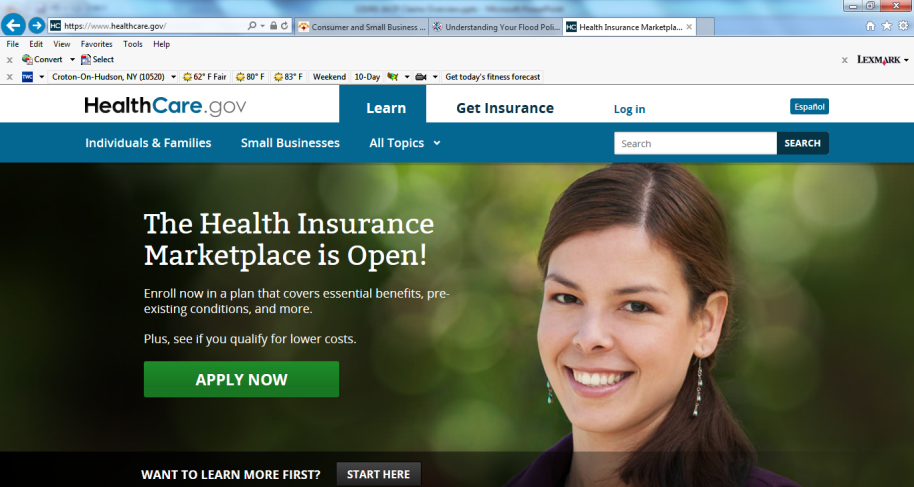 https://www.healthcare.gov/
Consumer and Small Business ...
Understanding Your Flood Poli...
HC Health Insurance Marketpla...
File Edit View Favorites Tools Help
x Convert Select
x LEXMARK
x TWC Croton-On-Hudson, NY (10520) 62° F Fair 80° F 83° F Weekend 10-Day Get today's fitness forecast
HealthCare.gov
Learn
Get Insurance
Log in
Español
Individuals & Families
Small Businesses
All Topics
Search
SEARCH
The Health Insurance
Marketplace is Open!
Enroll now in a plan that covers essential benefits, pre-
existing conditions, and more.
Plus, see if you qualify for lower costs.
APPLY NOW
WANT TO LEARN MORE FIRST?
START HERE